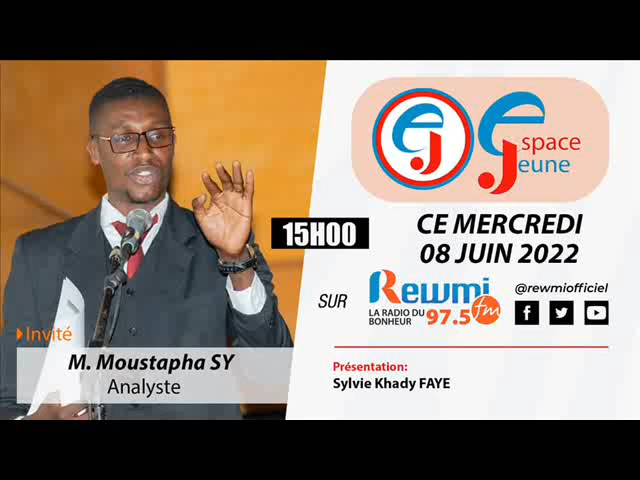 eJ
eJ
space
eune
15H00
CE MERCREDI
08 JUIN 2022
SUR
Rewmi
fm
LA RADIO DU
BONHEUR
97.5
@rewmiofficiel
Invité
M. Moustapha SY
Analyste
Présentation:
Sylvie Khady FAYE